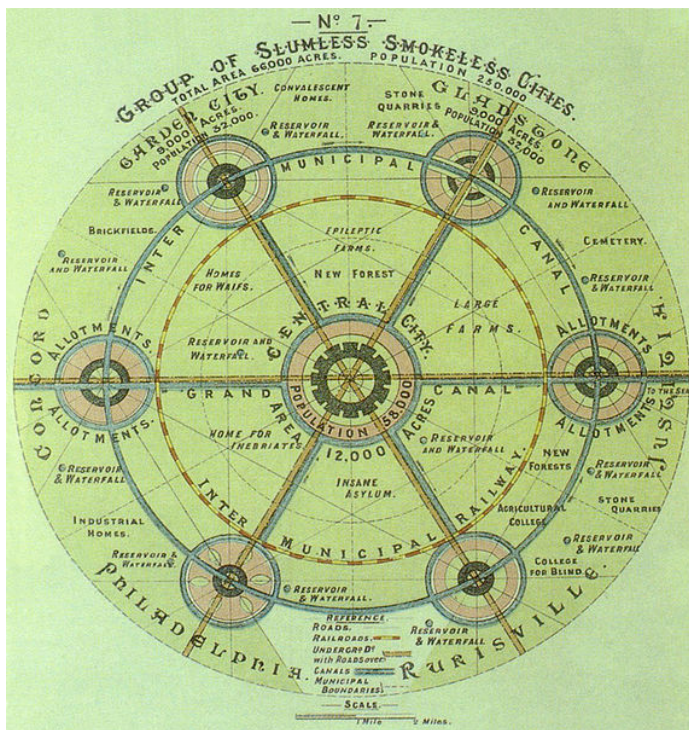 — Nº 7. —
GROUP OF SLUMLESS SMOKELESS CITIES.
TOTAL AREA 66,000 ACRES. POPULATION 250,000
GARDEN CITY.
9,000 ACRES.
POPULATION 32,000
CONVALESCENT
HOMES.
STONE
QUARRIES
GLADSTONE
9,000 ACRES.
POPULATION
32,000
RESERVOIR
& WATERFALL
RESERVOIR &
WATERFALL.
INTER MUNICIPAL CANAL
RESERVOIR
& WATERFALL
RESERVOIR
AND WATERFALL
BRICKFIELDS.
EPILEPTIC
FARMS.
CEMETERY.
RESERVOIR
AND WATERFALL
HOMES
FOR WAIFS.
NEW FOREST
RESERVOIR
& WATERFALL
LARGE
FARMS.
CENTRAL CITY.
RESERVOIR AND
WATERFALL.
CONCORD
ALLOTMENTS.
ALLOTMENTS
JUSTITIA
GRAND CANAL
TO THE SEA
ALLOTMENTS.
ALLOTMENTS
POPULATION 58,000
AREA
12,000
ACRES
HOME FOR
INEBRIATES.
RESERVOIR
AND WATERFALL
NEW
FORESTS
RESERVOIR
& WATERFALL
RESERVOIR
& WATERFALL
INSANE
ASYLUM.
STONE
QUARRIES
INTER MUNICIPAL RAILWAY.
AGRICULTURAL
COLLEGE
INDUSTRIAL
HOMES.
RESERVOIR
& WATERFALL
RESERVOIR &
WATERFALL
COLLEGE
FOR BLIND.
RESERVOIR
& WATERFALL.
PHILADELPHIA.
RURISVILLE.
REFERENCE.
ROADS.
RAILROADS.
UNDERGRD Dº
with ROADS over
CANALS
MUNICIPAL
BOUNDARIES
RESERVOIR
& WATERFALL
— SCALE. —
1 Mile 2 Miles.